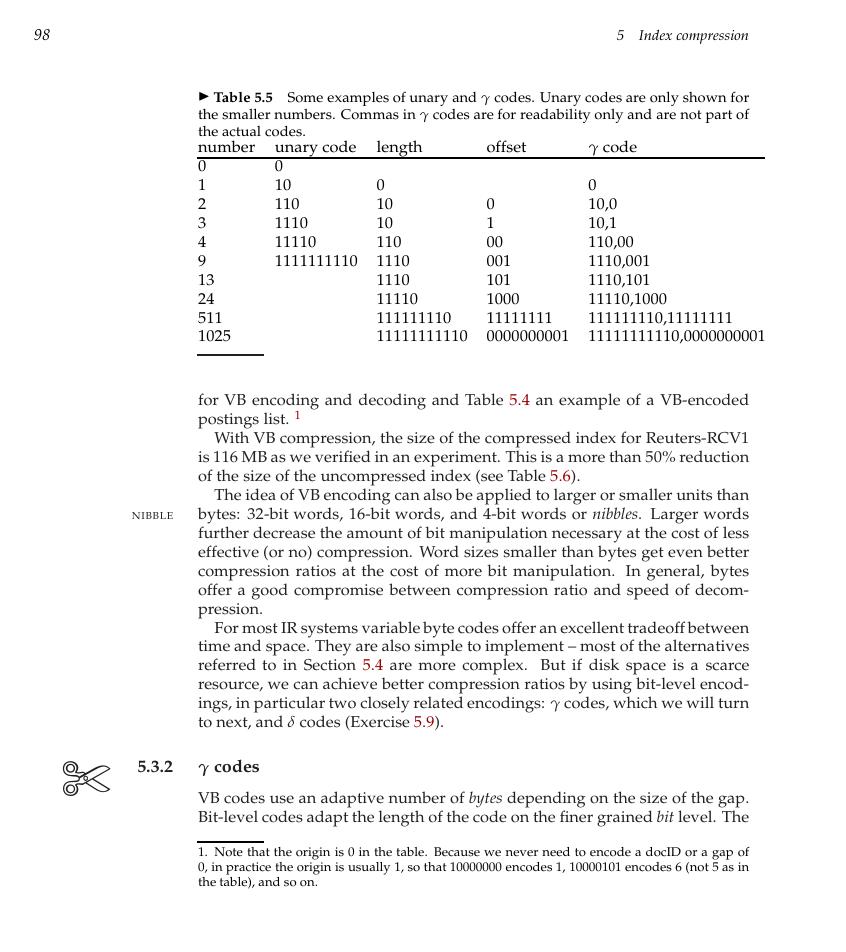 98
5 Index compression
► Table 5.5 Some examples of unary and γ codes. Unary codes are only shown for
the smaller numbers. Commas in γ codes are for readability only and are not part of
the actual codes.
number unary code length offset γ code
0 0
1 10 0 0
2 110 10 0 10,0
3 1110 10 1 10,1
4 11110 110 00 110,00
9 1111111110 1110 001 1110,001
13 1110 101 1110,101
24 11110 1000 11110,1000
511 111111110 11111111 111111110,11111111
1025 11111111110 0000000001 11111111110,0000000001
for VB encoding and decoding and Table 5.4 an example of a VB-encoded
postings list. 1
With VB compression, the size of the compressed index for Reuters-RCV1
is 116 MB as we verified in an experiment. This is a more than 50% reduction
of the size of the uncompressed index (see Table 5.6).
The idea of VB encoding can also be applied to larger or smaller units than
NIBBLE bytes: 32-bit words, 16-bit words, and 4-bit words or nibbles. Larger words
further decrease the amount of bit manipulation necessary at the cost of less
effective (or no) compression. Word sizes smaller than bytes get even better
compression ratios at the cost of more bit manipulation. In general, bytes
offer a good compromise between compression ratio and speed of decom-
pression.
For most IR systems variable byte codes offer an excellent tradeoff between
time and space. They are also simple to implement – most of the alternatives
referred to in Section 5.4 are more complex. But if disk space is a scarce
resource, we can achieve better compression ratios by using bit-level encod-
ings, in particular two closely related encodings: γ codes, which we will turn
to next, and δ codes (Exercise 5.9).
5.3.2 γ codes
VB codes use an adaptive number of bytes depending on the size of the gap.
Bit-level codes adapt the length of the code on the finer grained bit level. The
1. Note that the origin is 0 in the table. Because we never need to encode a docID or a gap of
0, in practice the origin is usually 1, so that 10000000 encodes 1, 10000101 encodes 6 (not 5 as in
the table), and so on.